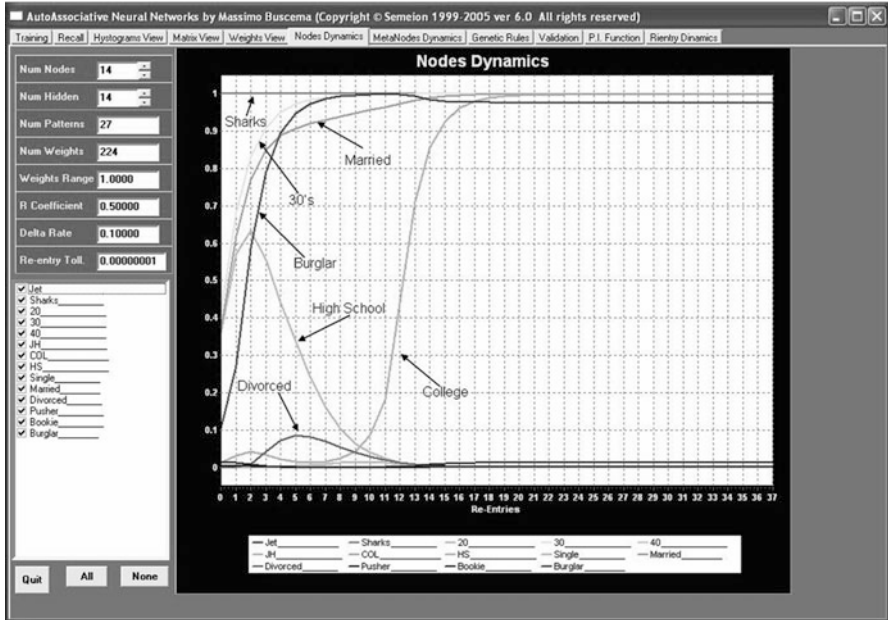 AutoAssociative Neural Networks by Massimo Buscema (Copyright © Semeion 1999-2005 ver 6.0 All rights reserved)
Training Recall Hystograms View Matrix View Weights View Nodes Dynamics MetaNodes Dynamics Genetic Rules Validation P.I. Function Rientry Dinamics
Num Nodes 14
Num Hidden 14
Num Patterns 27
Num Weights 224
Weights Range 1.0000
R Coefficient 0.50000
Delta Rate 0.10000
Re-entry Toll. 0.00000001
Jet
Sharks
20
30
40
JH
COL
HS
Single
Married
Divorced
Pusher
Bookie
Burglar
Quit All None
Nodes Dynamics
1
0.9
0.8
0.7
0.6
0.5
0.4
0.3
0.2
0.1
0
Sharks
Married
30's
Burglar
High School
Divorced
College
0 1 2 3 4 5 6 7 8 9 10 11 12 13 14 15 16 17 18 19 20 21 22 23 24 25 26 27 28 29 30 31 32 33 34 35 36 37
Re-Entries
Jet Sharks 20 30 40
JH COL HS Single Married
Divorced Pusher Bookie Burglar